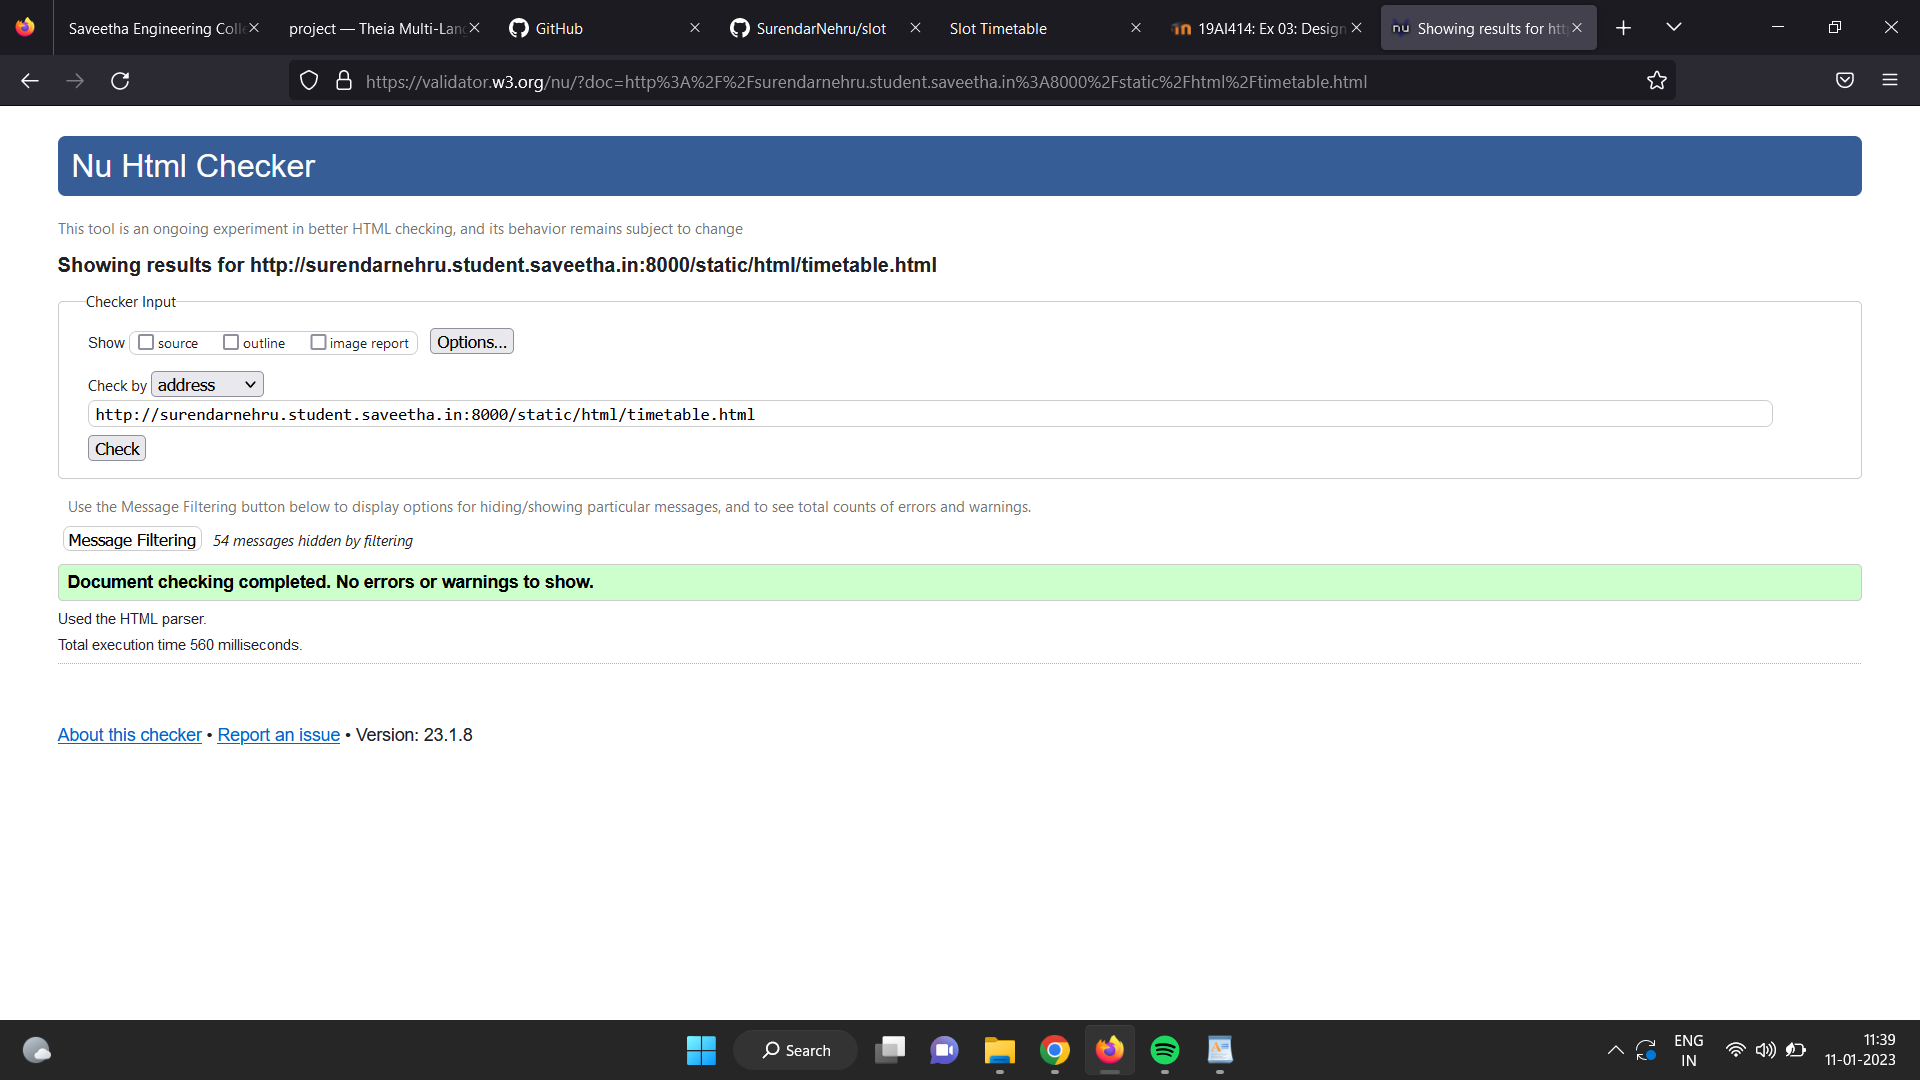 Saveetha Engineering Coll
project — Theia Multi-Lang
GitHub
SurendarNehru/slot
Slot Timetable
19AI414: Ex 03: Design
nu Showing results for htt
https://validator.w3.org/nu/?doc=http%3A%2F%2Fsurendarnehru.student.saveetha.in%3A8000%2Fstatic%2Fhtml%2Ftimetable.html
Nu Html Checker
This tool is an ongoing experiment in better HTML checking, and its behavior remains subject to change
Showing results for http://surendarnehru.student.saveetha.in:8000/static/html/timetable.html
Checker Input
Show source outline image report Options...
Check by address
http://surendarnehru.student.saveetha.in:8000/static/html/timetable.html
Check
Use the Message Filtering button below to display options for hiding/showing particular messages, and to see total counts of errors and warnings.
Message Filtering 54 messages hidden by filtering
Document checking completed. No errors or warnings to show.
Used the HTML parser.
Total execution time 560 milliseconds.
About this checker • Report an issue • Version: 23.1.8
Search
ENG
IN
11:39
11-01-2023